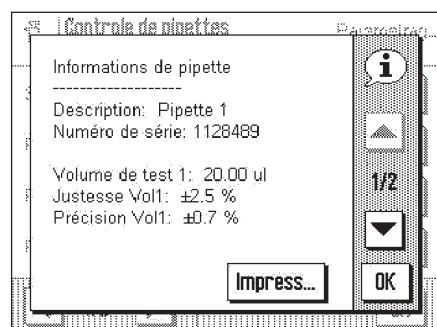 Controle de pipettes
Informations de pipette
------------------
Description: Pipette 1
Numéro de série: 1128489
Volume de test 1: 20.00 ul
Justesse Vol1: ±2.5 %
Précision Vol1: ±0.7 %
1/2
Impress...
OK